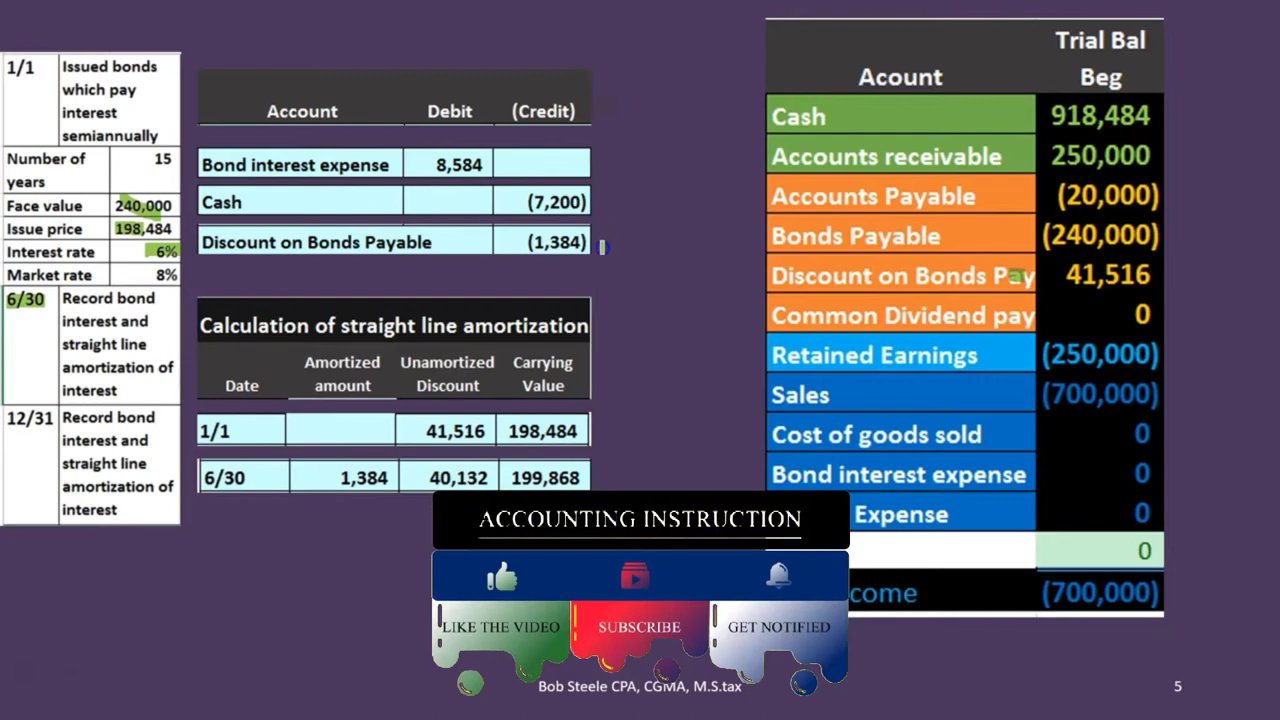 1/1 Issued bonds
which pay
interest
semiannually
Number of 15
years
Face value 240,000
Issue price 198,484
Interest rate 6%
Market rate 8%
6/30 Record bond
interest and
straight line
amortization of
interest
12/31 Record bond
interest and
straight line
amortization of
interest
Account Debit (Credit)
Bond interest expense 8,584
Cash (7,200)
Discount on Bonds Payable (1,384)
Calculation of straight line amortization
Amortized Unamortized Carrying
Date amount Discount Value
1/1 41,516 198,484
6/30 1,384 40,132 199,868
Trial Bal
Acount Beg
Cash 918,484
Accounts receivable 250,000
Accounts Payable (20,000)
Bonds Payable (240,000)
Discount on Bonds Pay 41,516
Common Dividend pay 0
Retained Earnings (250,000)
Sales (700,000)
Cost of goods sold 0
Bond interest expense 0
Expense 0
0
come (700,000)
ACCOUNTING INSTRUCTION
LIKE THE VIDEO SUBSCRIBE GET NOTIFIED
Bob Steele CPA, CGMA, M.S.tax 5